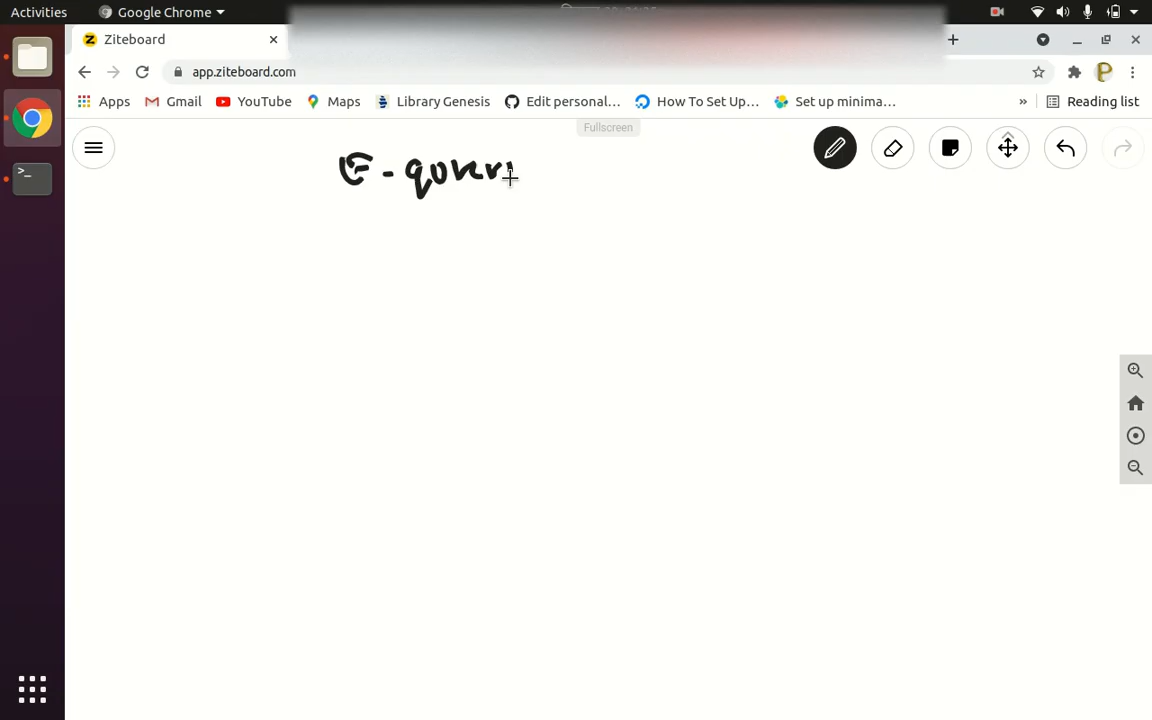 Activities Google Chrome
Ziteboard
app.ziteboard.com
Apps Gmail YouTube Maps Library Genesis Edit personal... How To Set Up... Set up minima... » Reading list
Fullscreen
E-